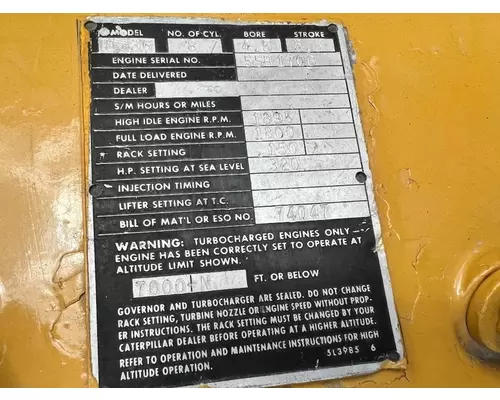 MODEL NO. OF CYL. BORE STROKE
ENGINE SERIAL NO.
DATE DELIVERED
DEALER
S/M HOURS OR MILES
HIGH IDLE ENGINE R.P.M.
FULL LOAD ENGINE R.P.M. 1800
RACK SETTING
H.P. SETTING AT SEA LEVEL 320
INJECTION TIMING
LIFTER SETTING AT T.C.
BILL OF MAT'L OR ESO NO. 74047
WARNING: TURBOCHARGED ENGINES ONLY—
ENGINE HAS BEEN CORRECTLY SET TO OPERATE AT
ALTITUDE LIMIT SHOWN.
FT. OR BELOW
GOVERNOR AND TURBOCHARGER ARE SEALED. DO NOT CHANGE
RACK SETTING, TURBINE NOZZLE OR ENGINE SPEED WITHOUT PROP-
ER INSTRUCTIONS. THE RACK SETTING MUST BE CHANGED BY YOUR
CATERPILLAR DEALER BEFORE OPERATING AT A HIGHER ALTITUDE.
REFER TO OPERATION AND MAINTENANCE INSTRUCTIONS FOR HIGH
ALTITUDE OPERATION.
5L3985 6